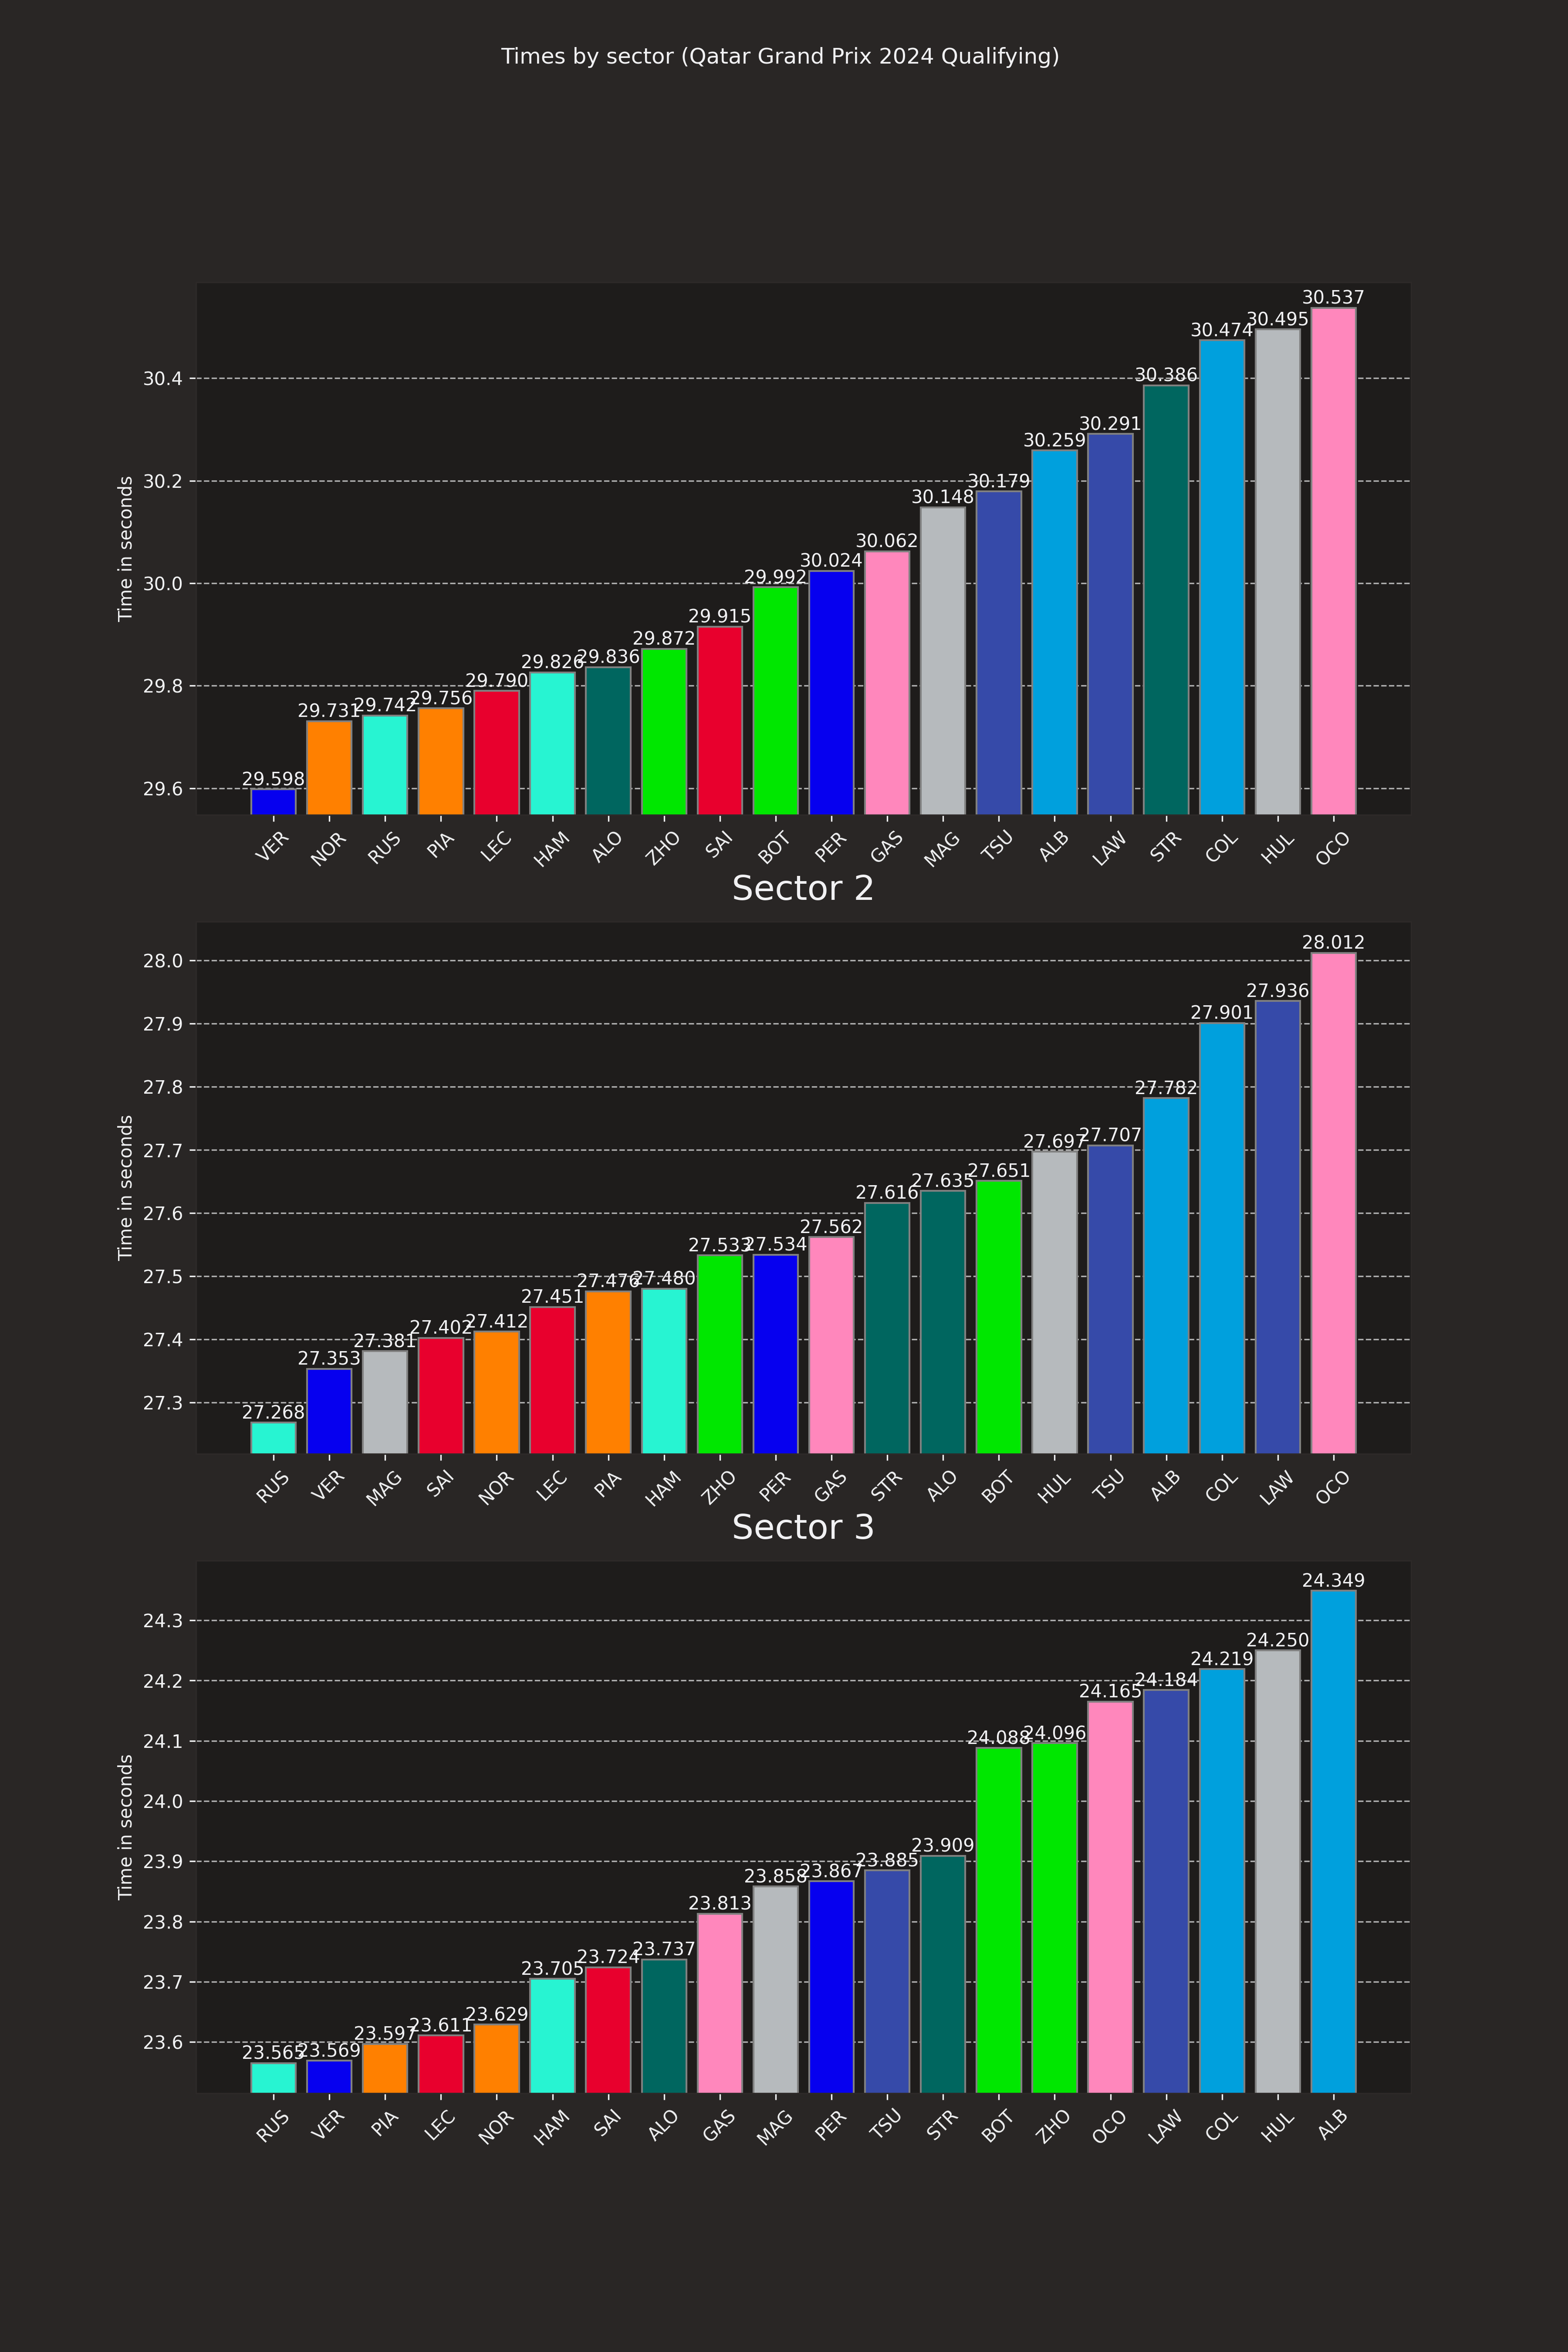 Times by sector (Qatar Grand Prix 2024 Qualifying)
Time in seconds
30.4
30.2
30.0
29.8
29.6
29.598 29.731 29.742 29.756 29.790 29.826 29.836 29.872 29.915 29.992 30.024 30.062 30.148 30.179 30.259 30.291 30.386 30.474 30.495 30.537
VER NOR RUS PIA LEC HAM ALO ZHO SAI BOT PER GAS MAG TSU ALB LAW STR COL HUL OCO
Sector 2
Time in seconds
28.0
27.9
27.8
27.7
27.6
27.5
27.4
27.3
27.268 27.353 27.381 27.402 27.412 27.451 27.476 27.480 27.533 27.534 27.562 27.616 27.635 27.651 27.697 27.707 27.782 27.901 27.936 28.012
RUS VER MAG SAI NOR LEC PIA HAM ZHO PER GAS STR ALO BOT HUL TSU ALB COL LAW OCO
Sector 3
Time in seconds
24.3
24.2
24.1
24.0
23.9
23.8
23.7
23.6
23.565 23.569 23.597 23.611 23.629 23.705 23.724 23.737 23.813 23.858 23.867 23.885 23.909 24.088 24.096 24.165 24.184 24.219 24.250 24.349
RUS VER PIA LEC NOR HAM SAI ALO GAS MAG PER TSU STR BOT ZHO OCO LAW COL HUL ALB